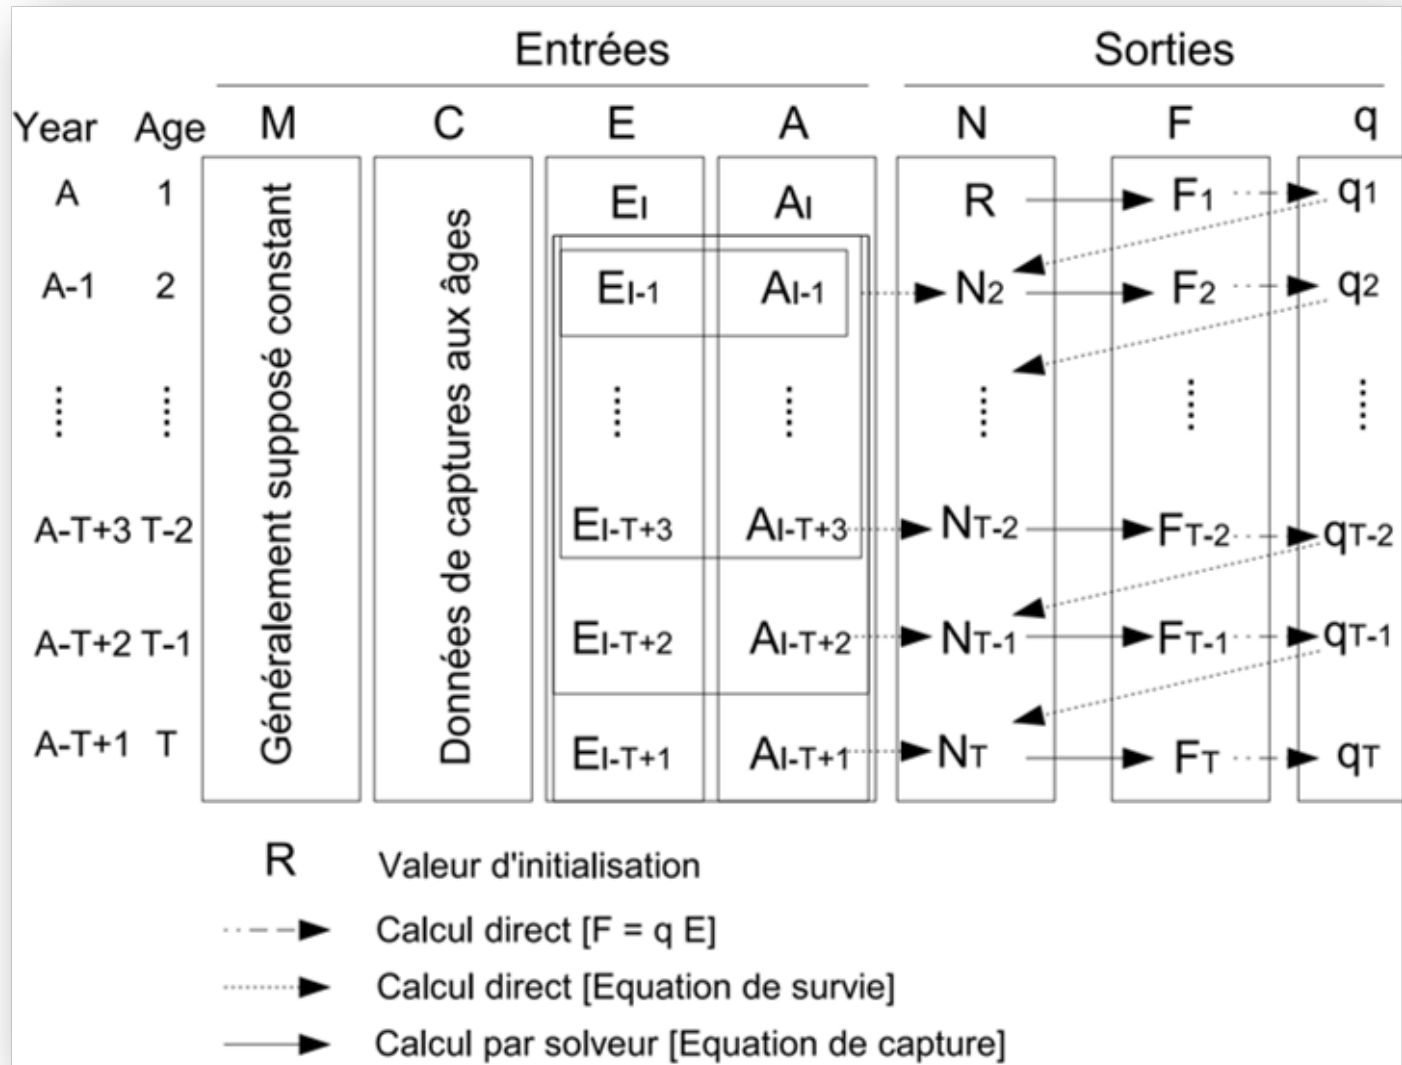 Entrées Sorties
Year Age M C E A N F q
A 1 EI AI R F1 q1
A-1 2 EI-1 AI-1 N2 F2 q2
Généralement supposé constant
Données de captures aux âges
A-T+3 T-2 EI-T+3 AI-T+3 NT-2 FT-2 qT-2
A-T+2 T-1 EI-T+2 AI-T+2 NT-1 FT-1 qT-1
A-T+1 T EI-T+1 AI-T+1 NT FT qT
R Valeur d'initialisation
Calcul direct [F = q E]
Calcul direct [Equation de survie]
Calcul par solveur [Equation de capture]